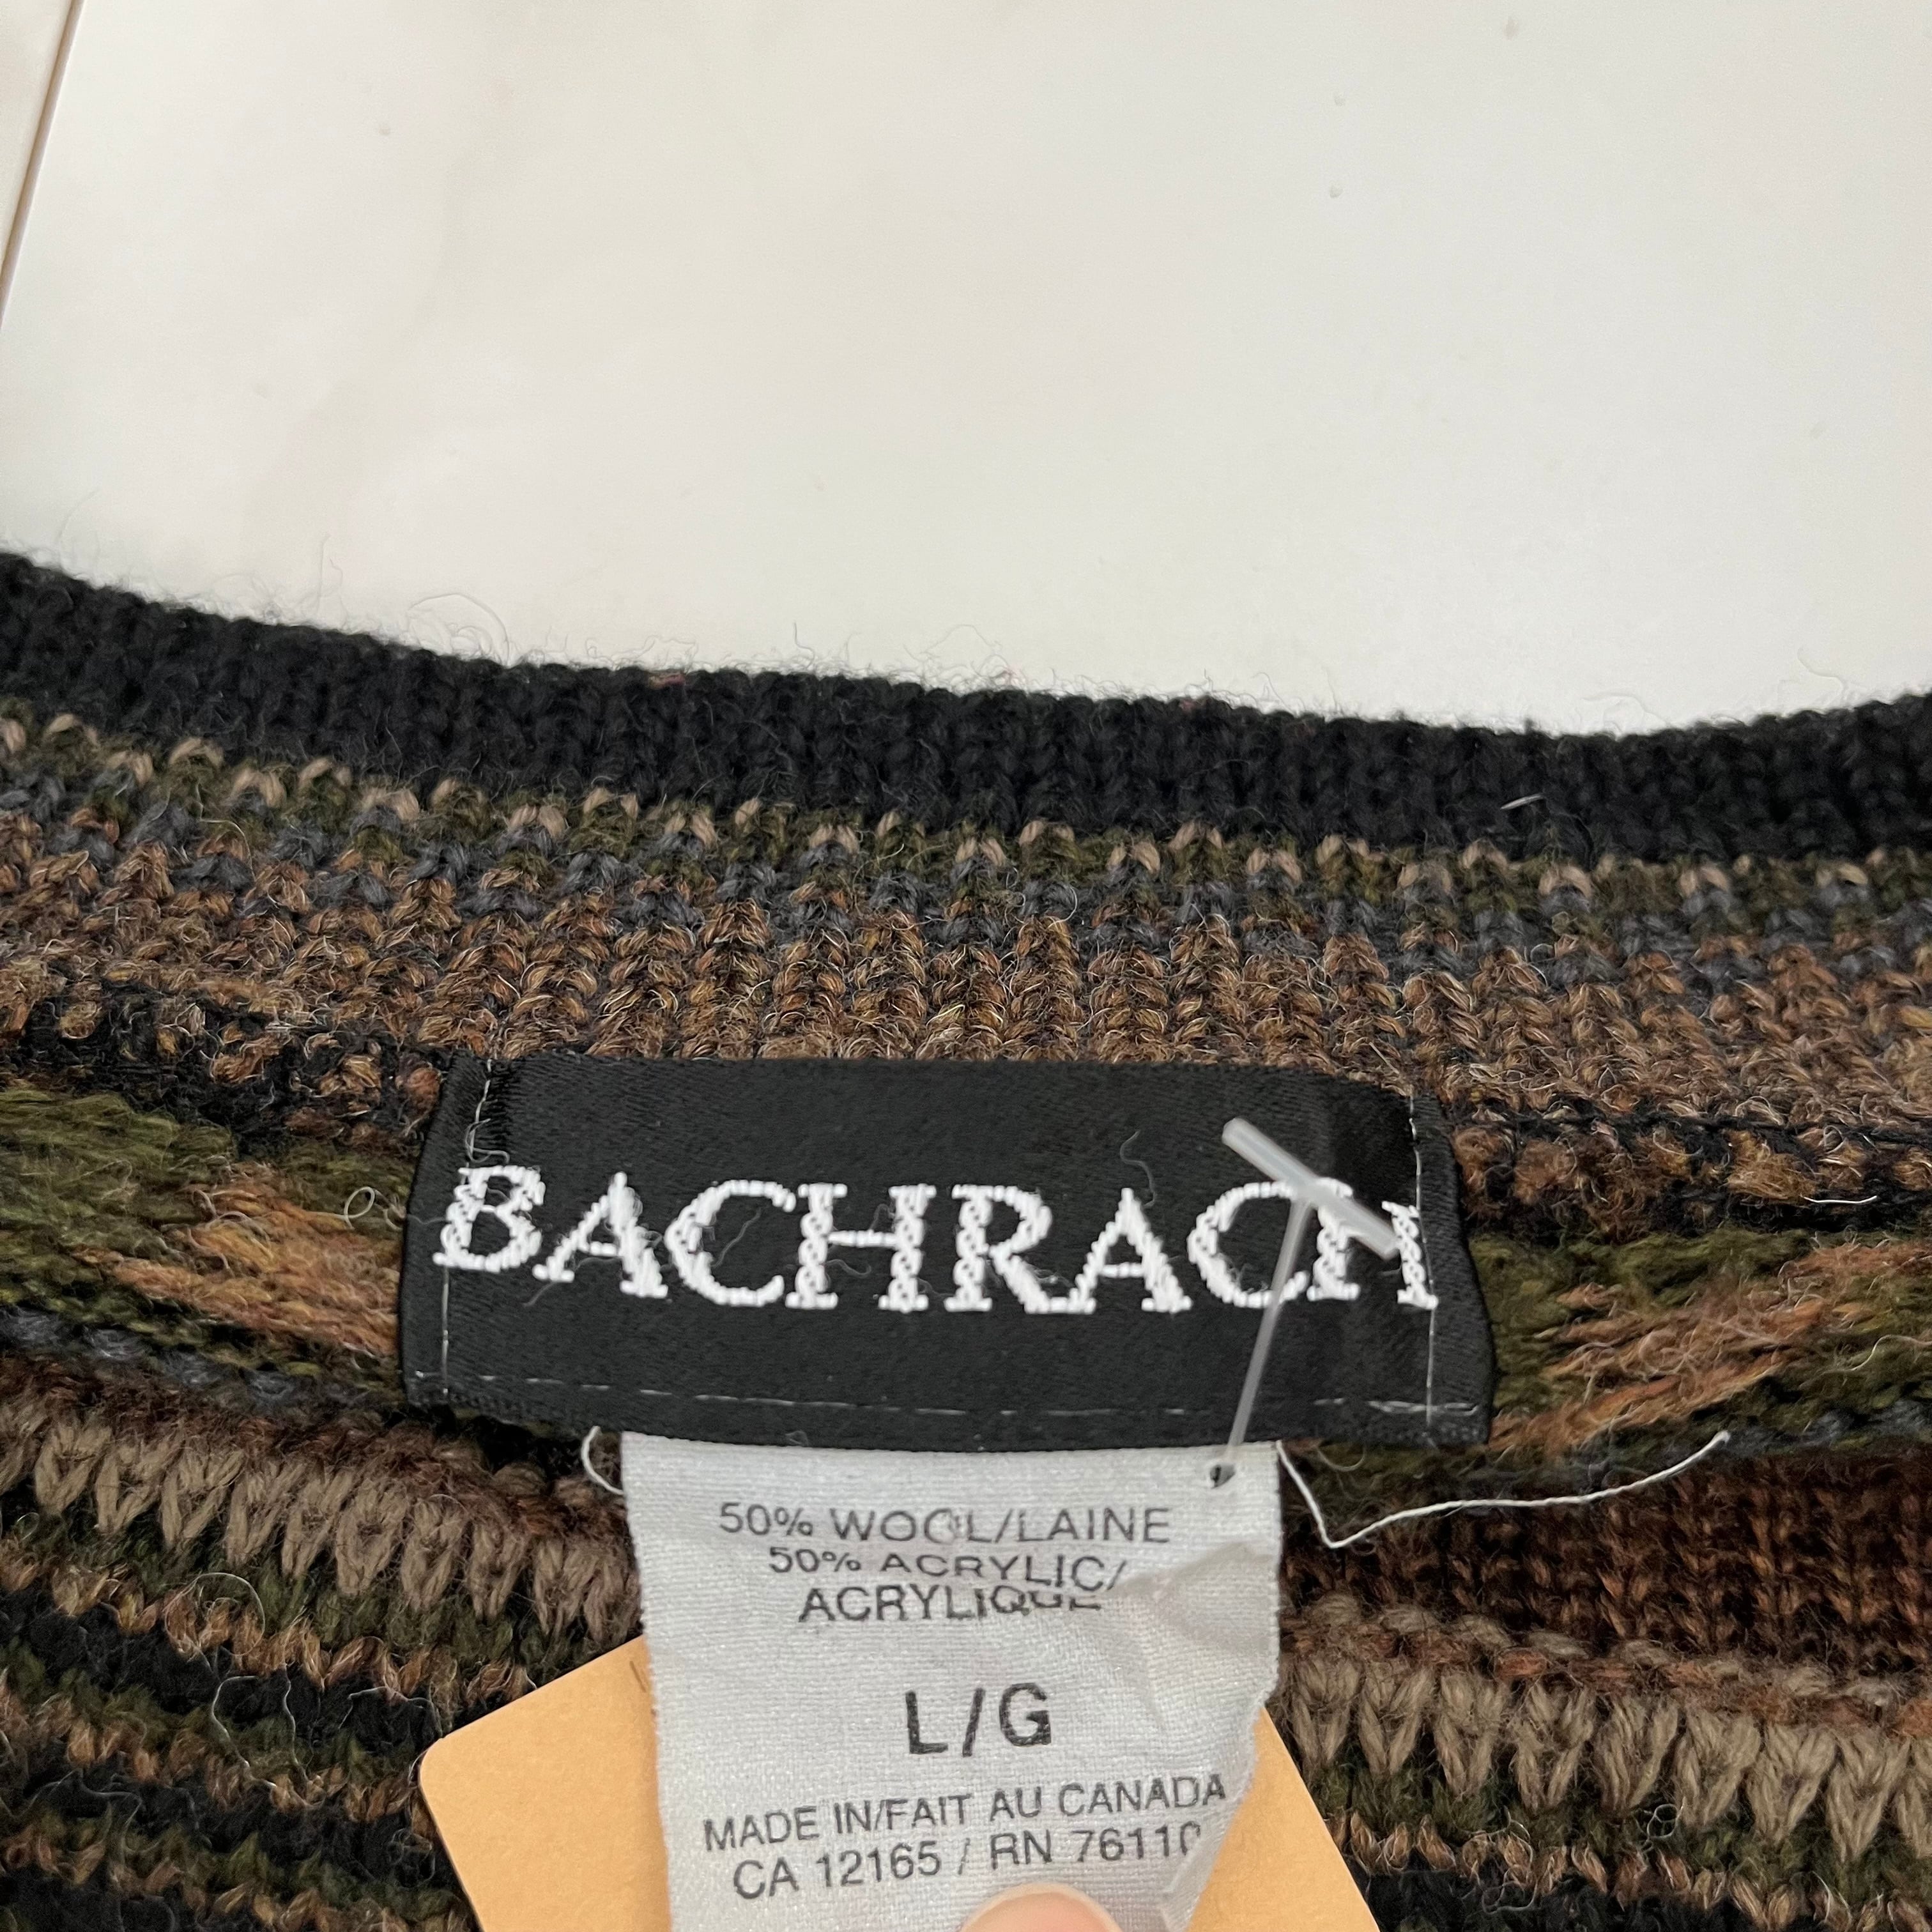 BACHRACH
50% WOOL/LAINE
50% ACRYLIC/
ACRYLIQUE
L/G
MADE IN/FAIT AU CANADA
CA 12165 / RN 76110